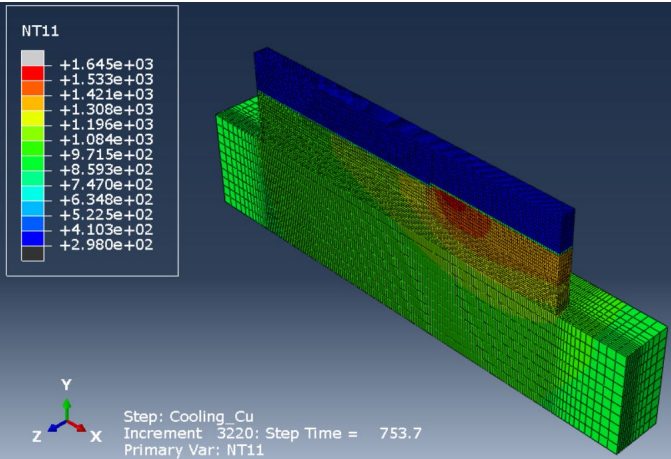 NT11
+1.645e+03
+1.533e+03
+1.421e+03
+1.308e+03
+1.196e+03
+1.084e+03
+9.715e+02
+8.593e+02
+7.470e+02
+6.348e+02
+5.225e+02
+4.103e+02
+2.980e+02
Y
Z X
Step: Cooling_Cu
Increment 3220: Step Time = 753.7
Primary Var: NT11